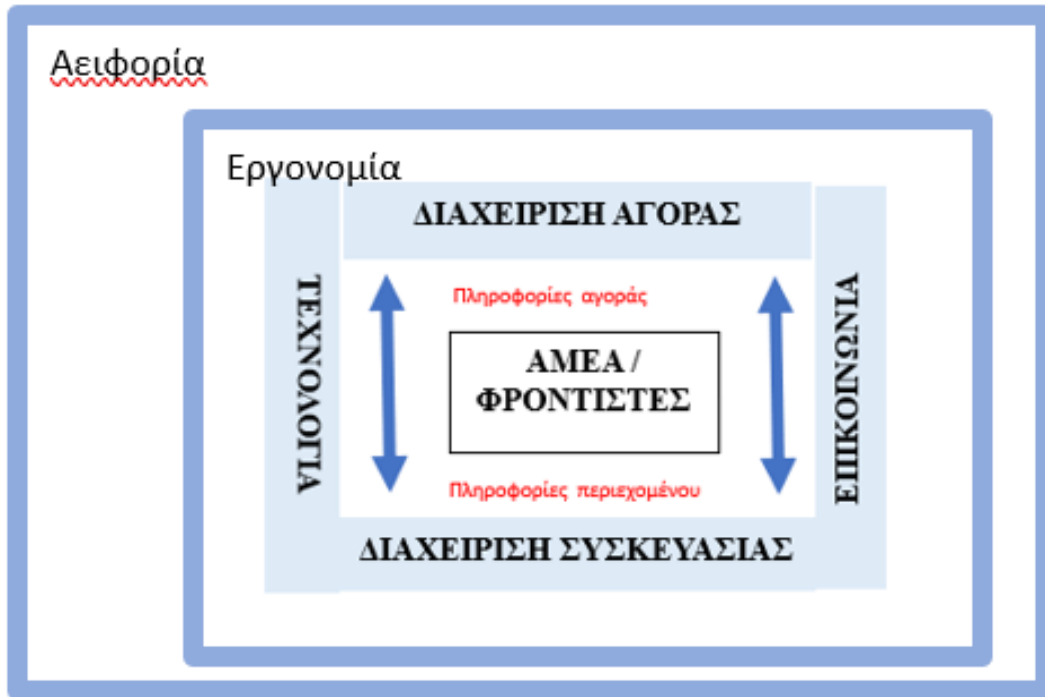 Αειφορία
Εργονομία
ΔΙΑΧΕΙΡΙΣΗ ΑΓΟΡΑΣ
ΤΕΧΝΟΛΟΓΙΑ
Πληροφορίες αγοράς
ΑΜΕΑ /
ΦΡΟΝΤΙΣΤΕΣ
Πληροφορίες περιεχομένου
ΕΠΙΚΟΙΝΩΝΙΑ
ΔΙΑΧΕΙΡΙΣΗ ΣΥΣΚΕΥΑΣΙΑΣ